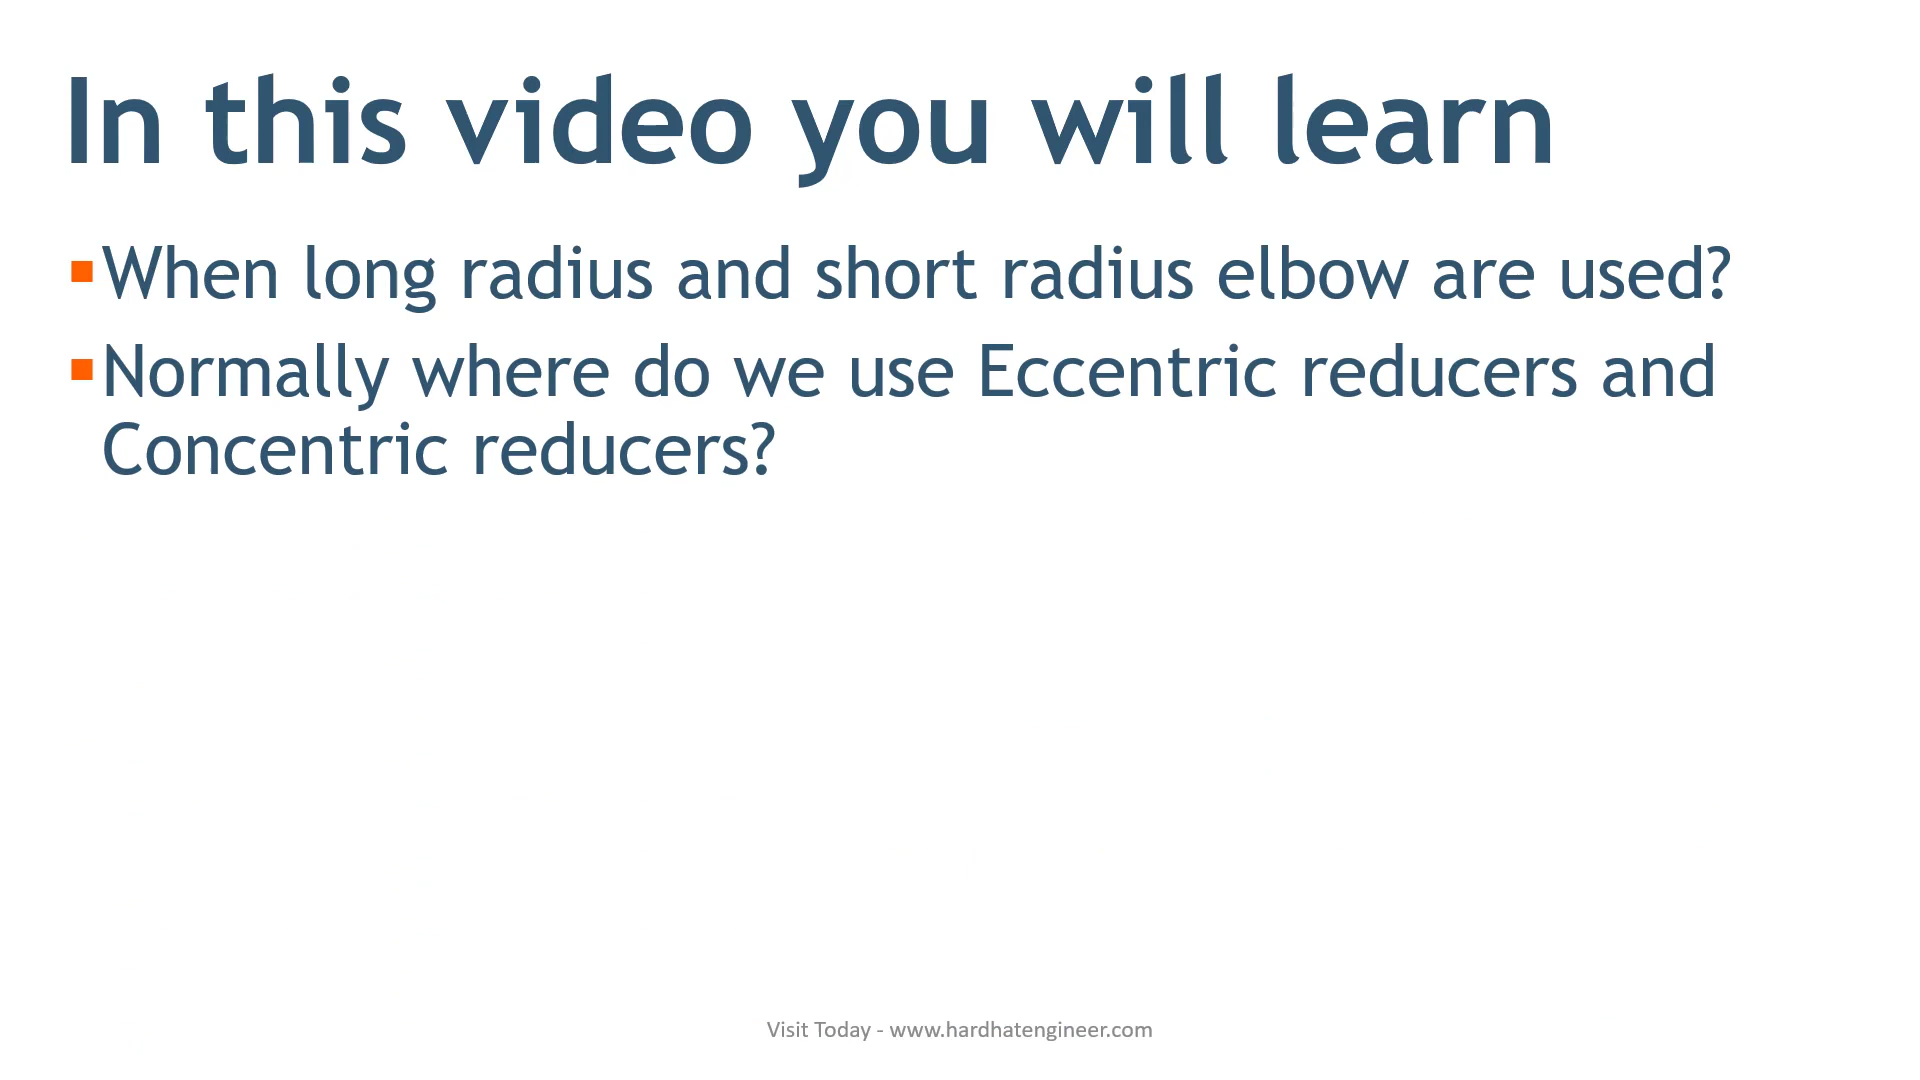 In this video you will learn
▪When long radius and short radius elbow are used?
▪Normally where do we use Eccentric reducers and
Concentric reducers?
Visit Today - www.hardhatengineer.com